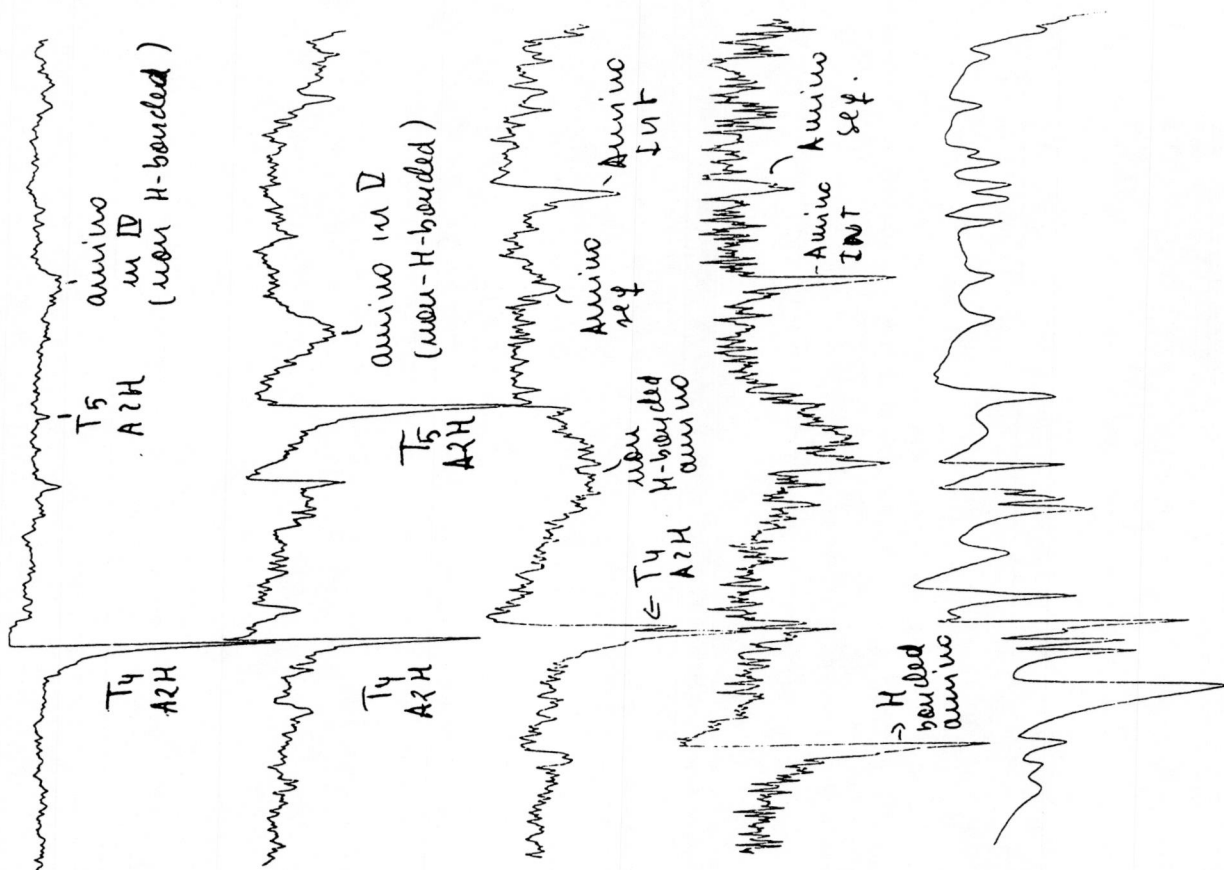 amino
in IV
(non H-bonded)
T5
A2H
T4
A2H
amino in IV
(non-H-bonded)
T5
A2H
T4
A2H
Amino
INT
Amino
ref
non
H-bonded
amino
← T4
A2H
Amino
ref.
-Amino
INT
→ H
bonded
amino